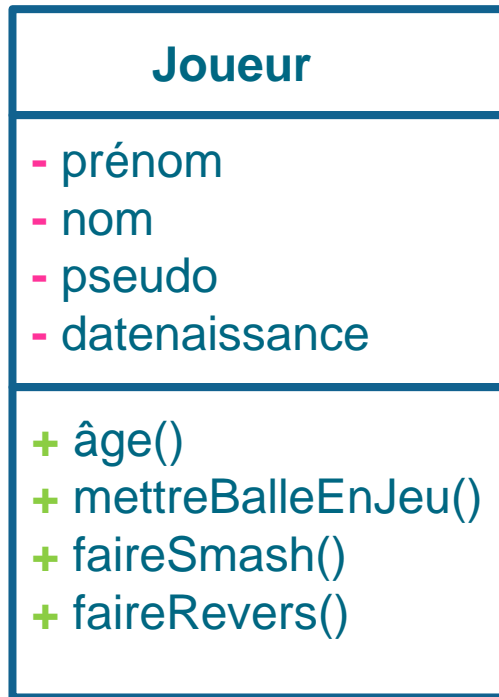 Joueur
- prénom
- nom
- pseudo
- datenaissance
+ âge()
+ mettreBalleEnJeu()
+ faireSmash()
+ faireRevers()